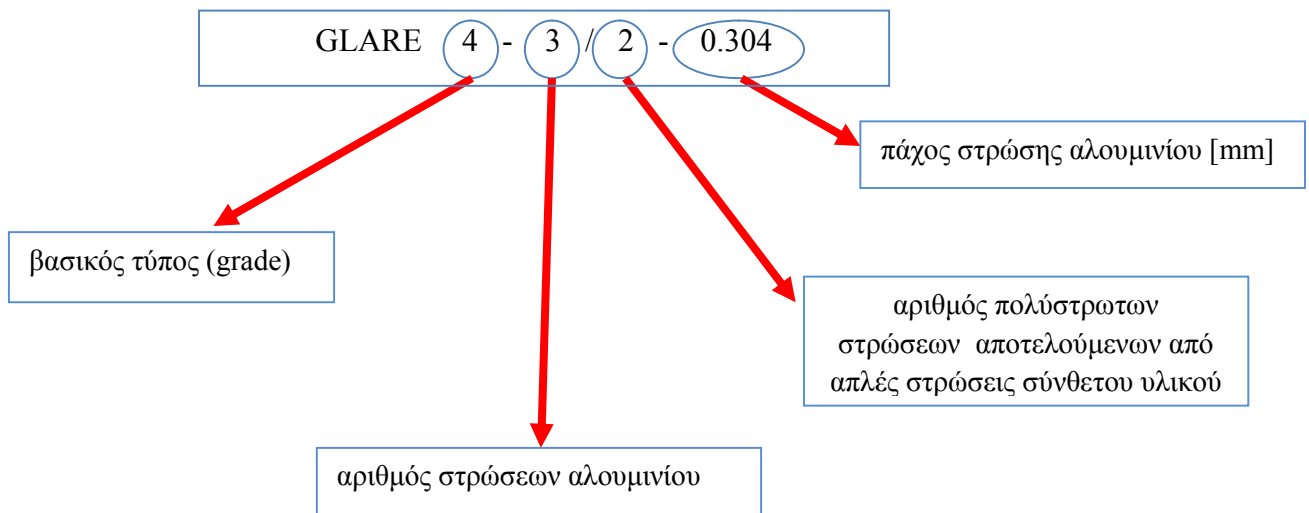 GLARE 4 - 3 / 2 - 0.304
πάχος στρώσης αλουμινίου [mm]
βασικός τύπος (grade)
αριθμός πολύστρωτων
στρώσεων αποτελούμενων από
απλές στρώσεις σύνθετου υλικού
αριθμός στρώσεων αλουμινίου